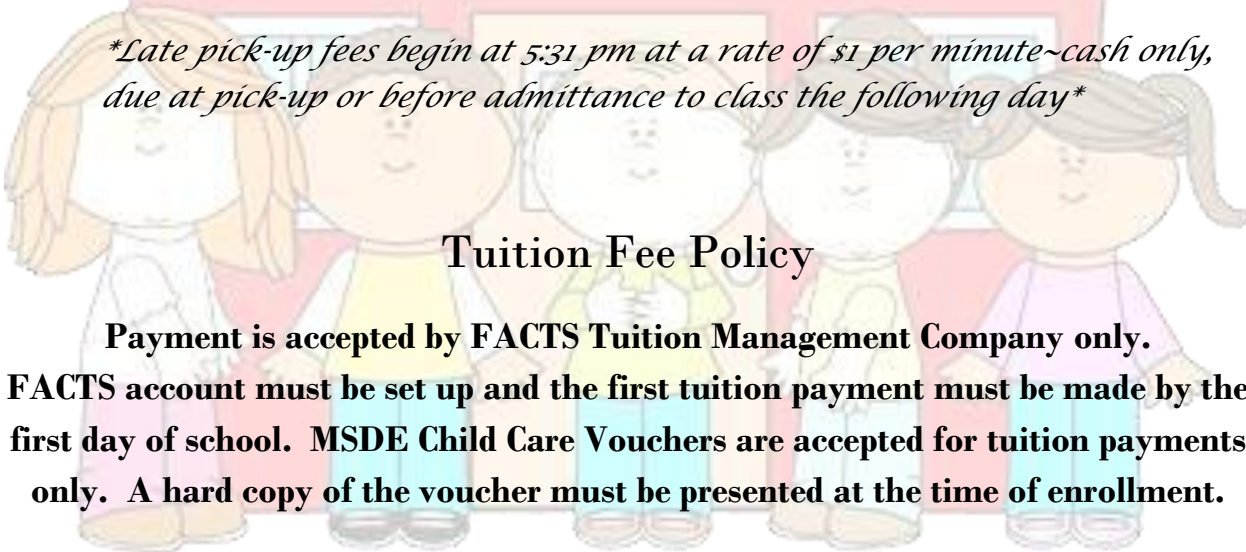 *Late pick-up fees begin at 5:31 pm at a rate of $1 per minute~cash only,
due at pick-up or before admittance to class the following day*
Tuition Fee Policy
Payment is accepted by FACTS Tuition Management Company only.
FACTS account must be set up and the first tuition payment must be made by the
first day of school.  MSDE Child Care Vouchers are accepted for tuition payments
only.  A hard copy of the voucher must be presented at the time of enrollment.